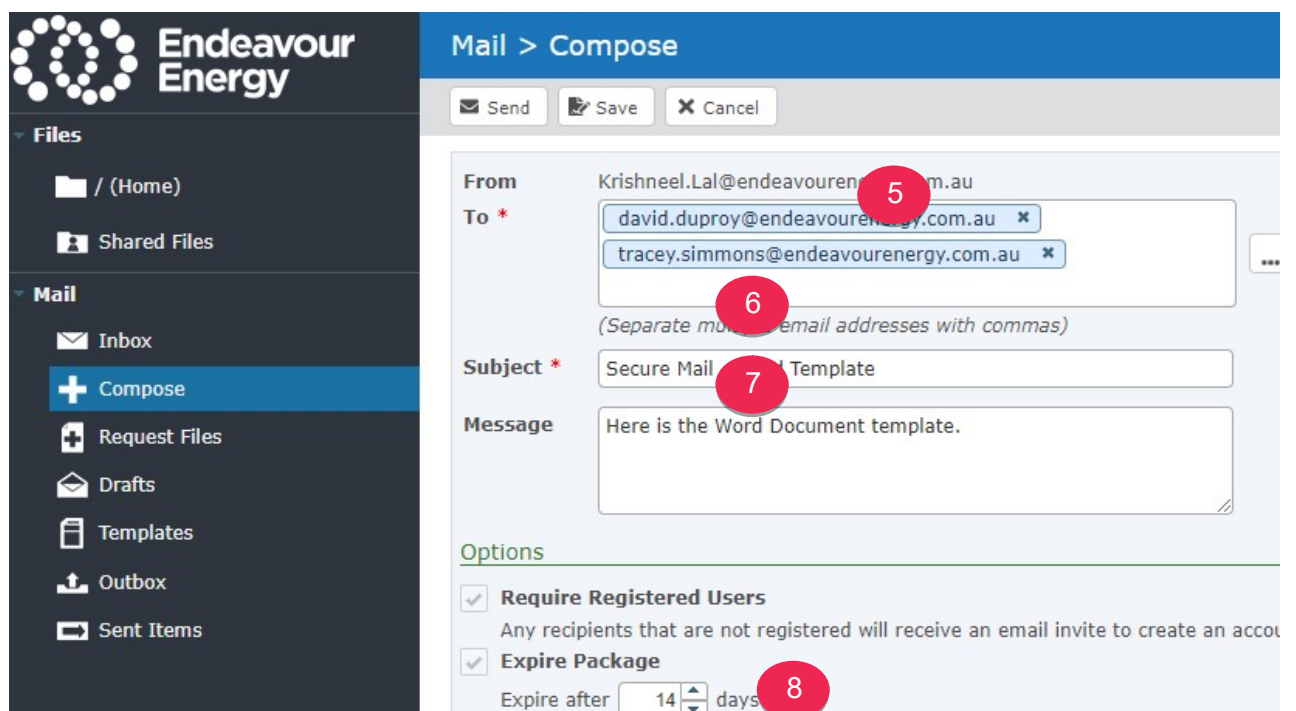 Endeavour
Energy
Files
/ (Home)
Shared Files
Mail
Inbox
Compose
Request Files
Drafts
Templates
Outbox
Sent Items
Mail > Compose
Send Save Cancel
From Krishneel.Lal@endeavouren m.au
5
To * david.duproy@endeavourenergy.com.au
tracey.simmons@endeavourenergy.com.au
...
6
(Separate email addresses with commas)
Subject * Secure Mail Template
7
Message Here is the Word Document template.
Options
Require Registered Users
Any recipients that are not registered will receive an email invite to create an accou
Expire Package
Expire after 14 days
8